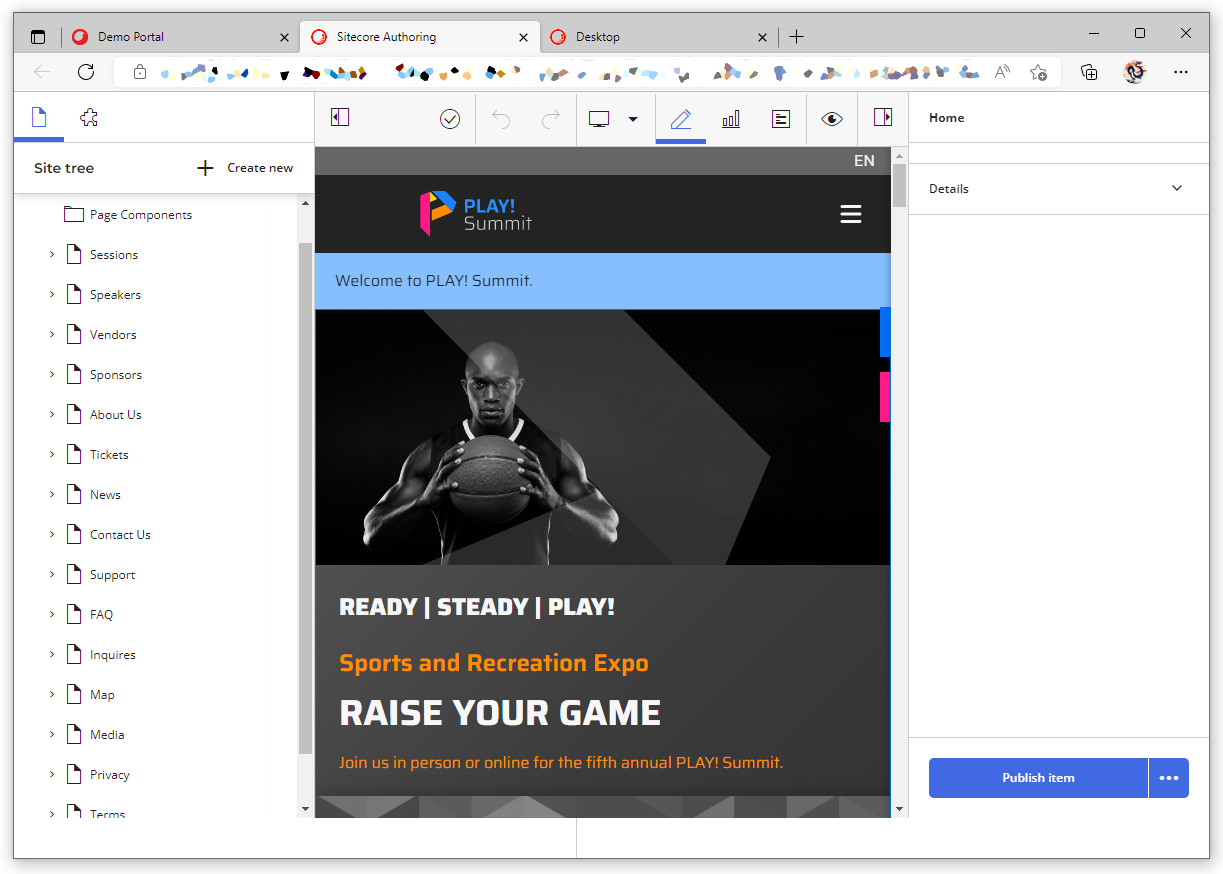 Demo Portal
Sitecore Authoring
Desktop
Site tree
Create new
Page Components
Sessions
Speakers
Vendors
Sponsors
About Us
Tickets
News
Contact Us
Support
FAQ
Inquires
Map
Media
Privacy
Terms
EN
PLAY!
Summit
Welcome to PLAY! Summit.
READY | STEADY | PLAY!
Sports and Recreation Expo
RAISE YOUR GAME
Join us in person or online for the fifth annual PLAY! Summit.
Home
Details
Publish item